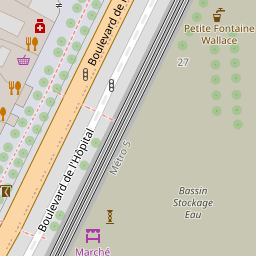 Petite Fontaine
Wallace
Boulevard de
27
Boulevard de l'Hôpital
Métro 5
Bassin
Stockage
Eau
Marché